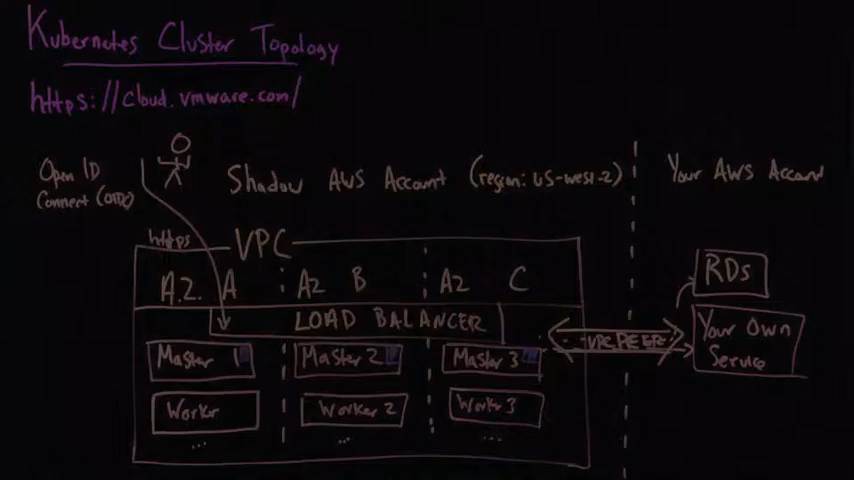 Kubernetes Cluster Topology
https://cloud.vmware.com/
Open ID
Connect (OIDC)
Shadow AWS Account (region: us-west-2)
Your AWS Account
https
VPC
A.Z. A
AZ B
AZ C
LOAD BALANCER
Master 1
Master 2
Master 3
Worker
Worker 2
Worker 3
...
...
...
VPC PEER
RDs
Your Own
Service